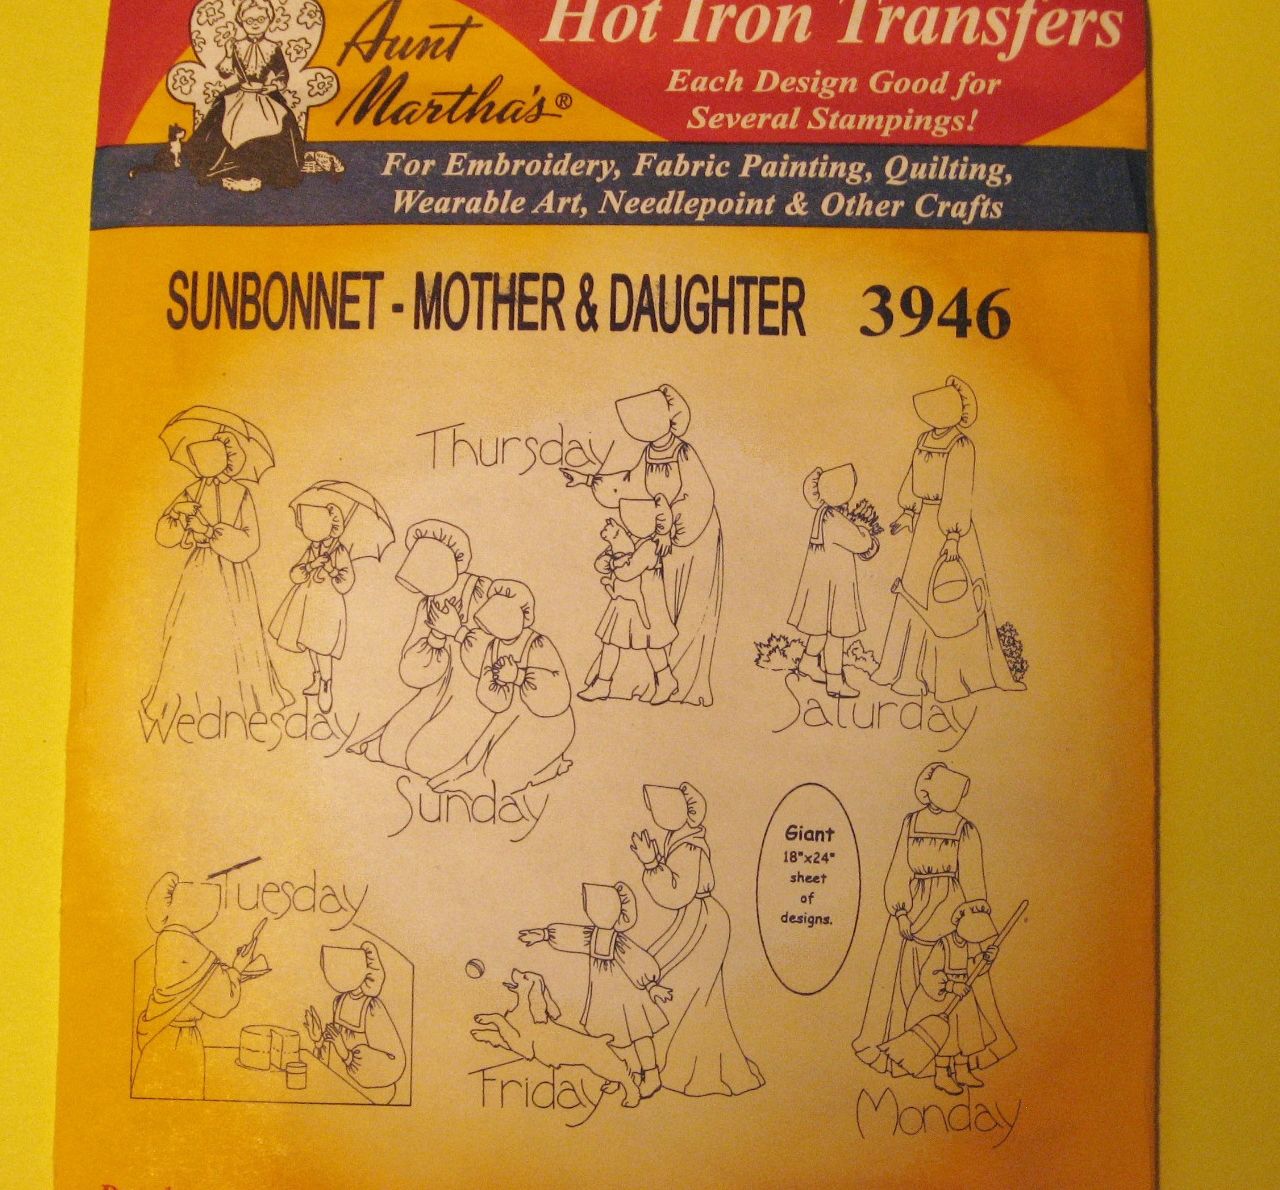 Aunt
Martha's®
Hot Iron Transfers
Each Design Good for
Several Stampings!
For Embroidery, Fabric Painting, Quilting,
Wearable Art, Needlepoint & Other Crafts
SUNBONNET - MOTHER & DAUGHTER 3946
Thursday
Wednesday
Saturday
Sunday
Giant
18"x24"
sheet
of
designs.
Tuesday
Friday
Monday